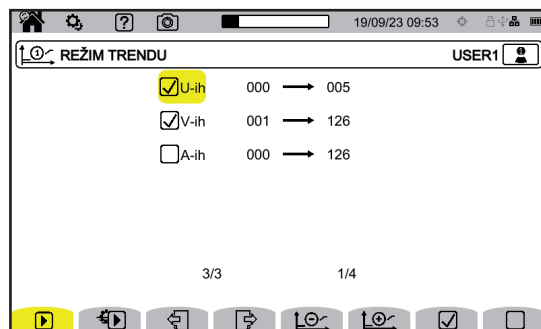 19/09/23 09:53
REŽIM TRENDU USER1
U-ih 000 005
V-ih 001 126
A-ih 000 126
3/3 1/4